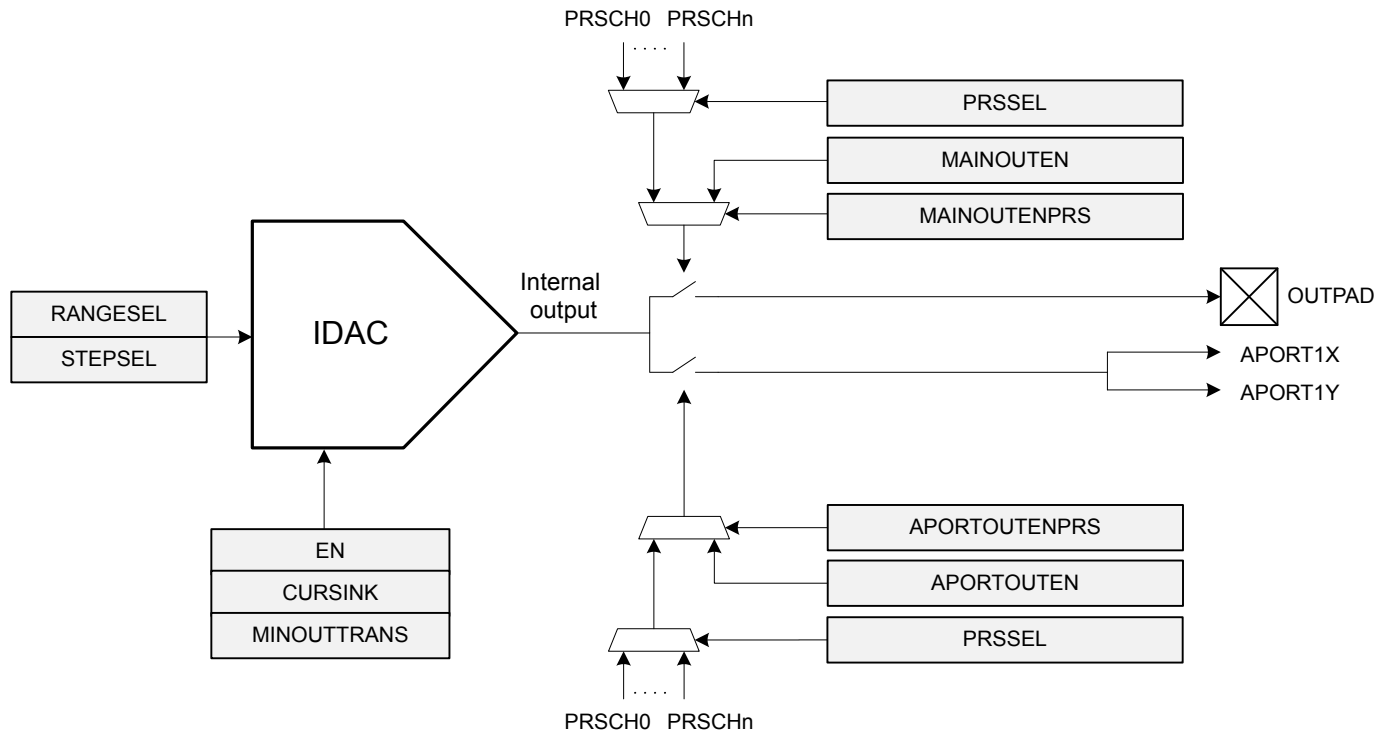 PRSCH0 PRSCHn
. . . .
PRSSEL
MAINOUTEN
MAINOUTENPRS
Internal
output
OUTPAD
RANGESEL
STEPSEL
IDAC
APORT1X
APORT1Y
APORTOUTENPRS
EN
CURSINK
MINOUTTRANS
APORTOUTEN
PRSSEL
. . . .
PRSCH0 PRSCHn